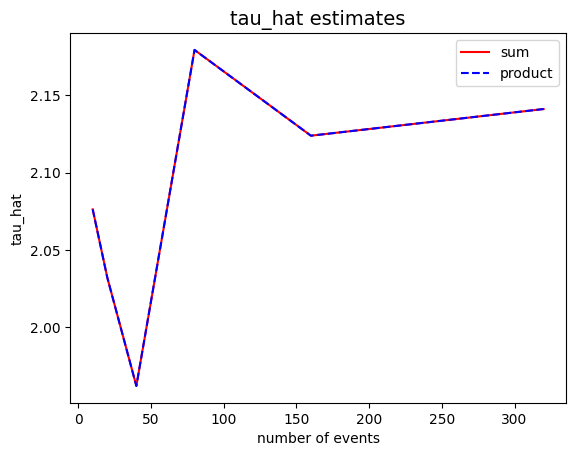 tau_hat estimates
sum
product
2.15
2.10
2.05
2.00
tau_hat
0 50 100 150 200 250 300
number of events